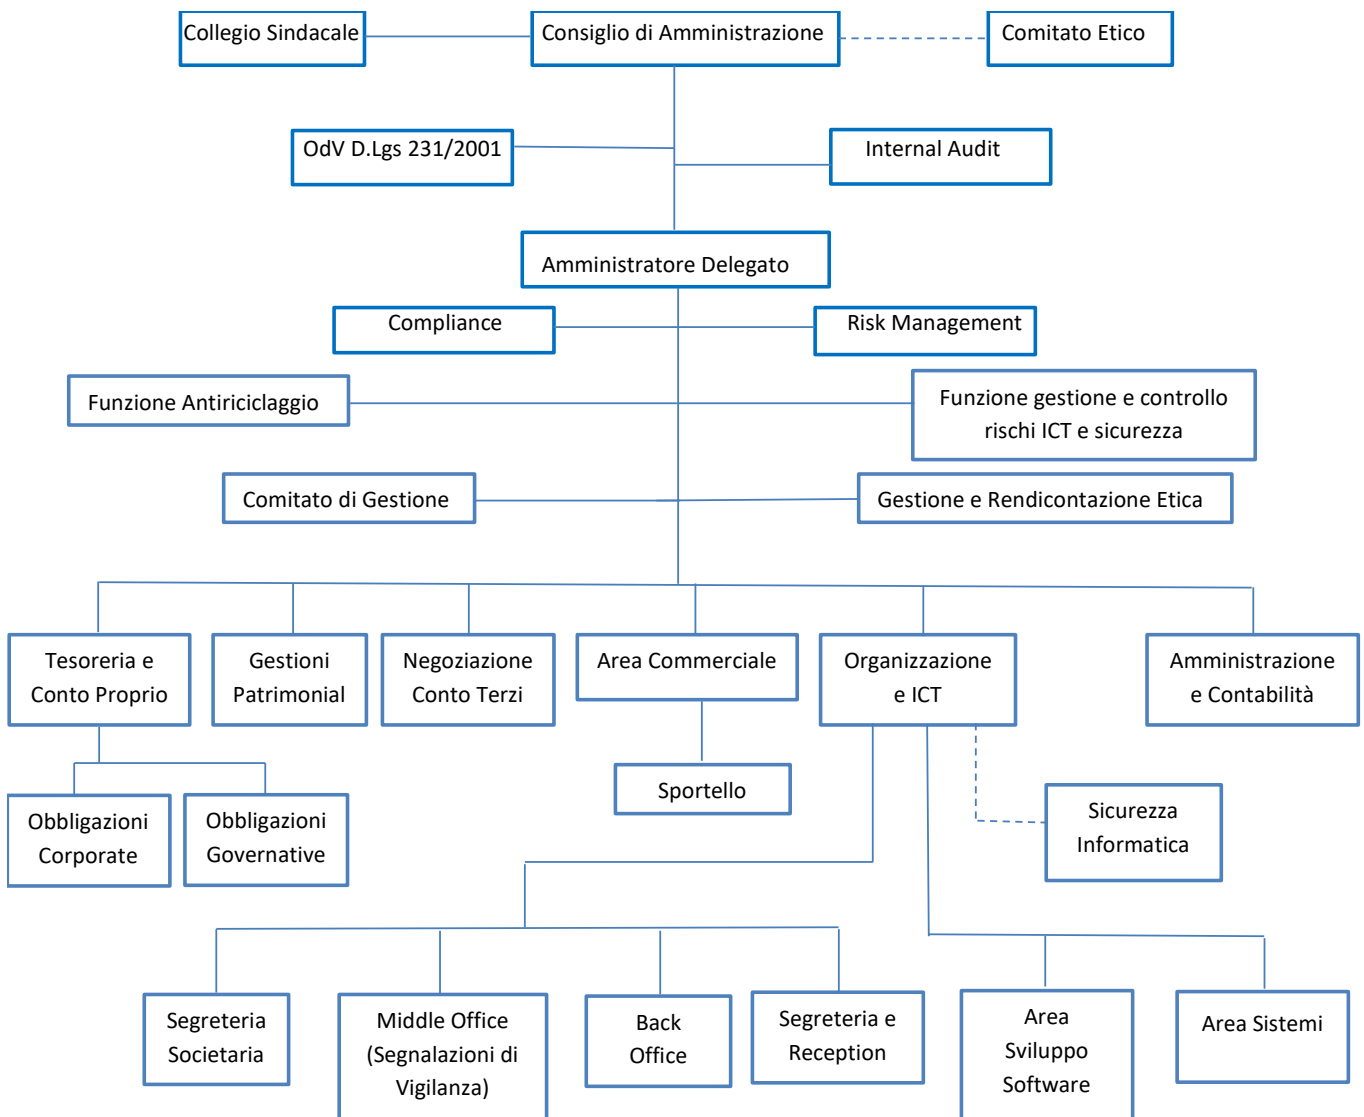 Collegio Sindacale
Consiglio di Amministrazione
Comitato Etico
OdV D.Lgs 231/2001
Internal Audit
Amministratore Delegato
Compliance
Risk Management
Funzione Antiriciclaggio
Funzione gestione e controllo
rischi ICT e sicurezza
Comitato di Gestione
Gestione e Rendicontazione Etica
Tesoreria e
Conto Proprio
Gestioni
Patrimonial
Negoziazione
Conto Terzi
Area Commerciale
Organizzazione
e ICT
Amministrazione
e Contabilità
Obbligazioni
Corporate
Obbligazioni
Governative
Sportello
Sicurezza
Informatica
Segreteria
Societaria
Middle Office
(Segnalazioni di
Vigilanza)
Back
Office
Segreteria e
Reception
Area
Sviluppo
Software
Area Sistemi